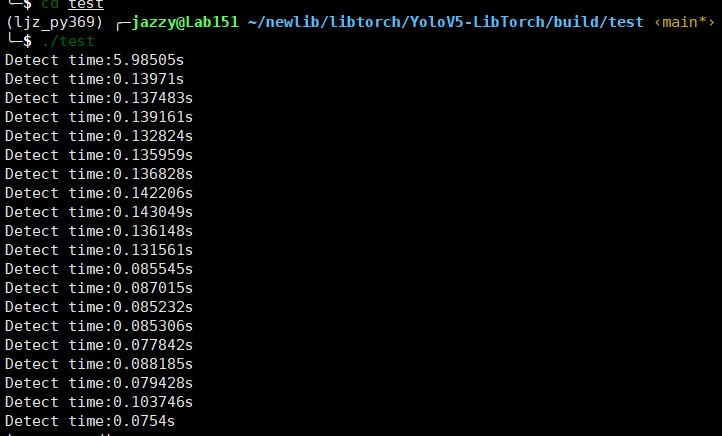 ╰─$ cd test
(ljz_py369) ╭─jazzy@Lab151 ~/newlib/libtorch/YoloV5-LibTorch/build/test ‹main*›
╰─$ ./test
Detect time:5.98505s
Detect time:0.13971s
Detect time:0.137483s
Detect time:0.139161s
Detect time:0.132824s
Detect time:0.135959s
Detect time:0.136828s
Detect time:0.142206s
Detect time:0.143049s
Detect time:0.136148s
Detect time:0.131561s
Detect time:0.085545s
Detect time:0.087015s
Detect time:0.085232s
Detect time:0.085306s
Detect time:0.077842s
Detect time:0.088185s
Detect time:0.079428s
Detect time:0.103746s
Detect time:0.0754s